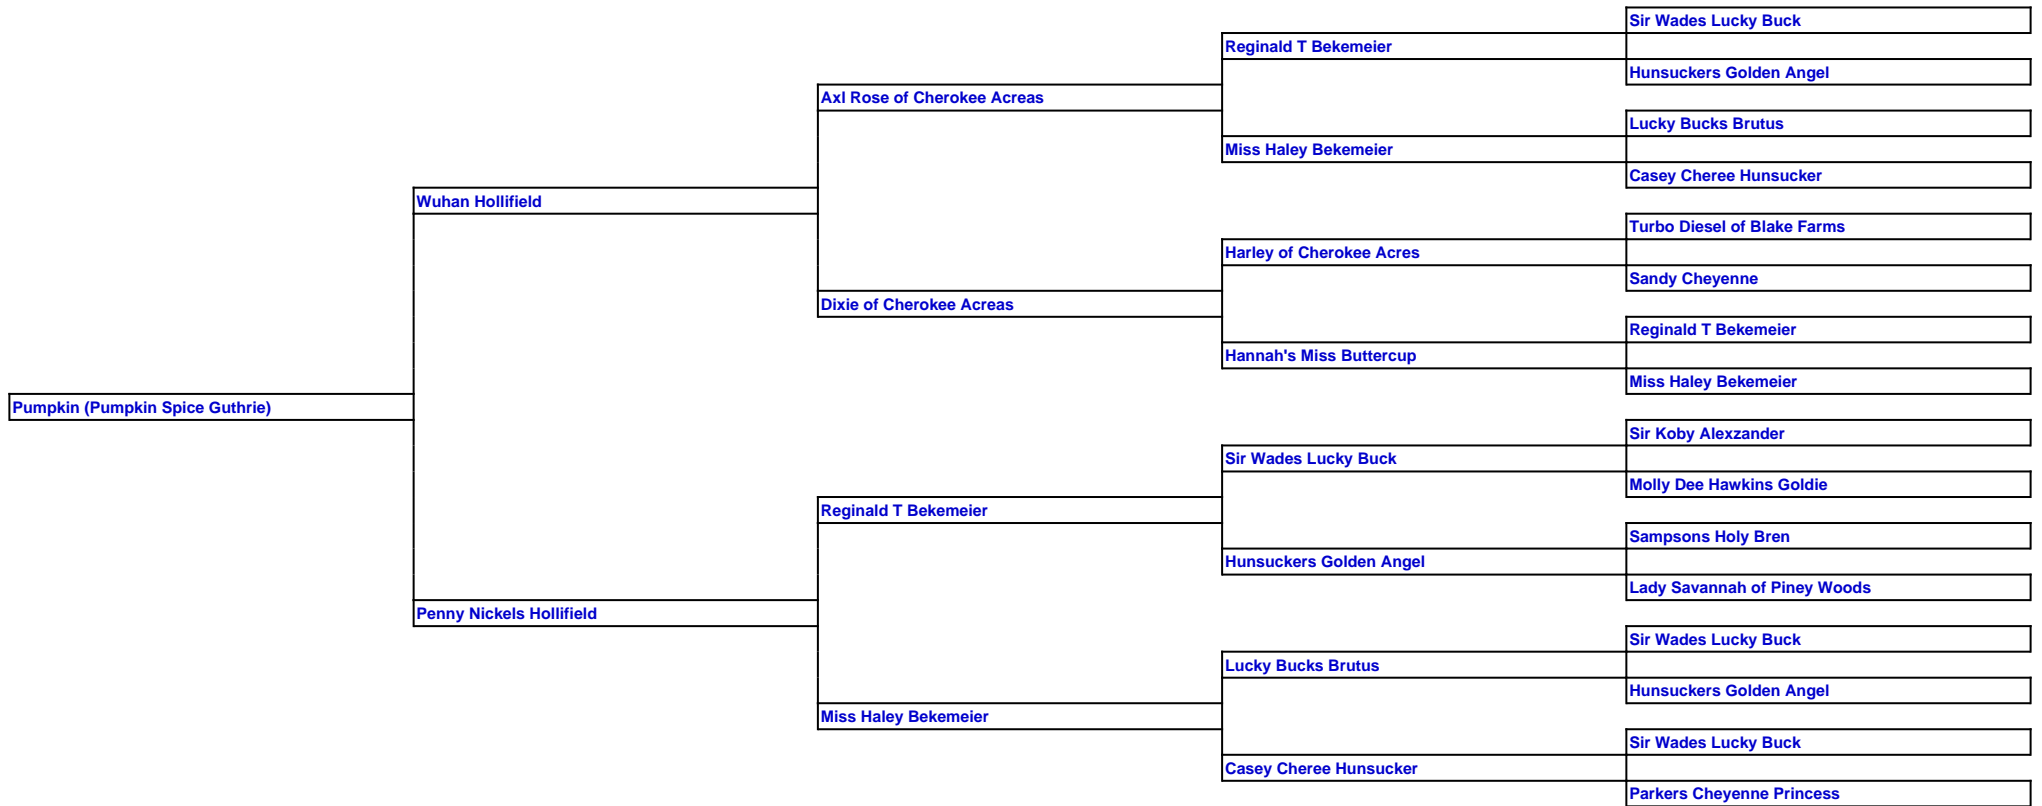 Sir Wades Lucky Buck
Reginald T Bekemeier
Hunsuckers Golden Angel
Axl Rose of Cherokee Acreas
Lucky Bucks Brutus
Miss Haley Bekemeier
Casey Cheree Hunsucker
Wuhan Hollifield
Turbo Diesel of Blake Farms
Harley of Cherokee Acres
Sandy Cheyenne
Dixie of Cherokee Acreas
Reginald T Bekemeier
Hannah's Miss Buttercup
Miss Haley Bekemeier
Pumpkin (Pumpkin Spice Guthrie)
Sir Koby Alexzander
Sir Wades Lucky Buck
Molly Dee Hawkins Goldie
Reginald T Bekemeier
Sampsons Holy Bren
Hunsuckers Golden Angel
Lady Savannah of Piney Woods
Penny Nickels Hollifield
Sir Wades Lucky Buck
Lucky Bucks Brutus
Hunsuckers Golden Angel
Miss Haley Bekemeier
Sir Wades Lucky Buck
Casey Cheree Hunsucker
Parkers Cheyenne Princess